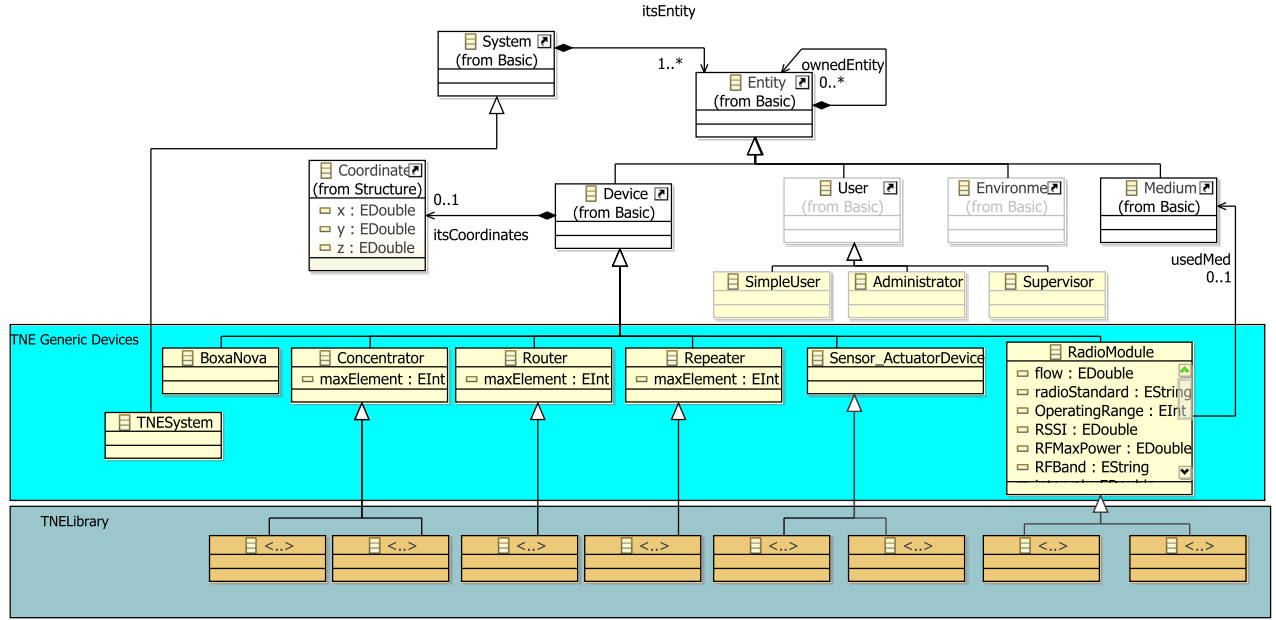 itsEntity
System
(from Basic)
1..*
ownedEntity
0..*
Entity
(from Basic)
Coordinate
(from Structure)
x : EDouble
y : EDouble
z : EDouble
0..1
itsCoordinates
Device
(from Basic)
User
(from Basic)
Environme
(from Basic)
Medium
(from Basic)
usedMed
0..1
SimpleUser
Administrator
Supervisor
TNE Generic Devices
BoxaNova
Concentrator
maxElement : EInt
Router
maxElement : EInt
Repeater
maxElement : EInt
Sensor_ActuatorDevice
RadioModule
flow : EDouble
radioStandard : EString
OperatingRange : EInt
RSSI : EDouble
RFMaxPower : EDouble
RFBand : EString
TNESystem
TNELibrary
<..>
<..>
<..>
<..>
<..>
<..>
<..>
<..>